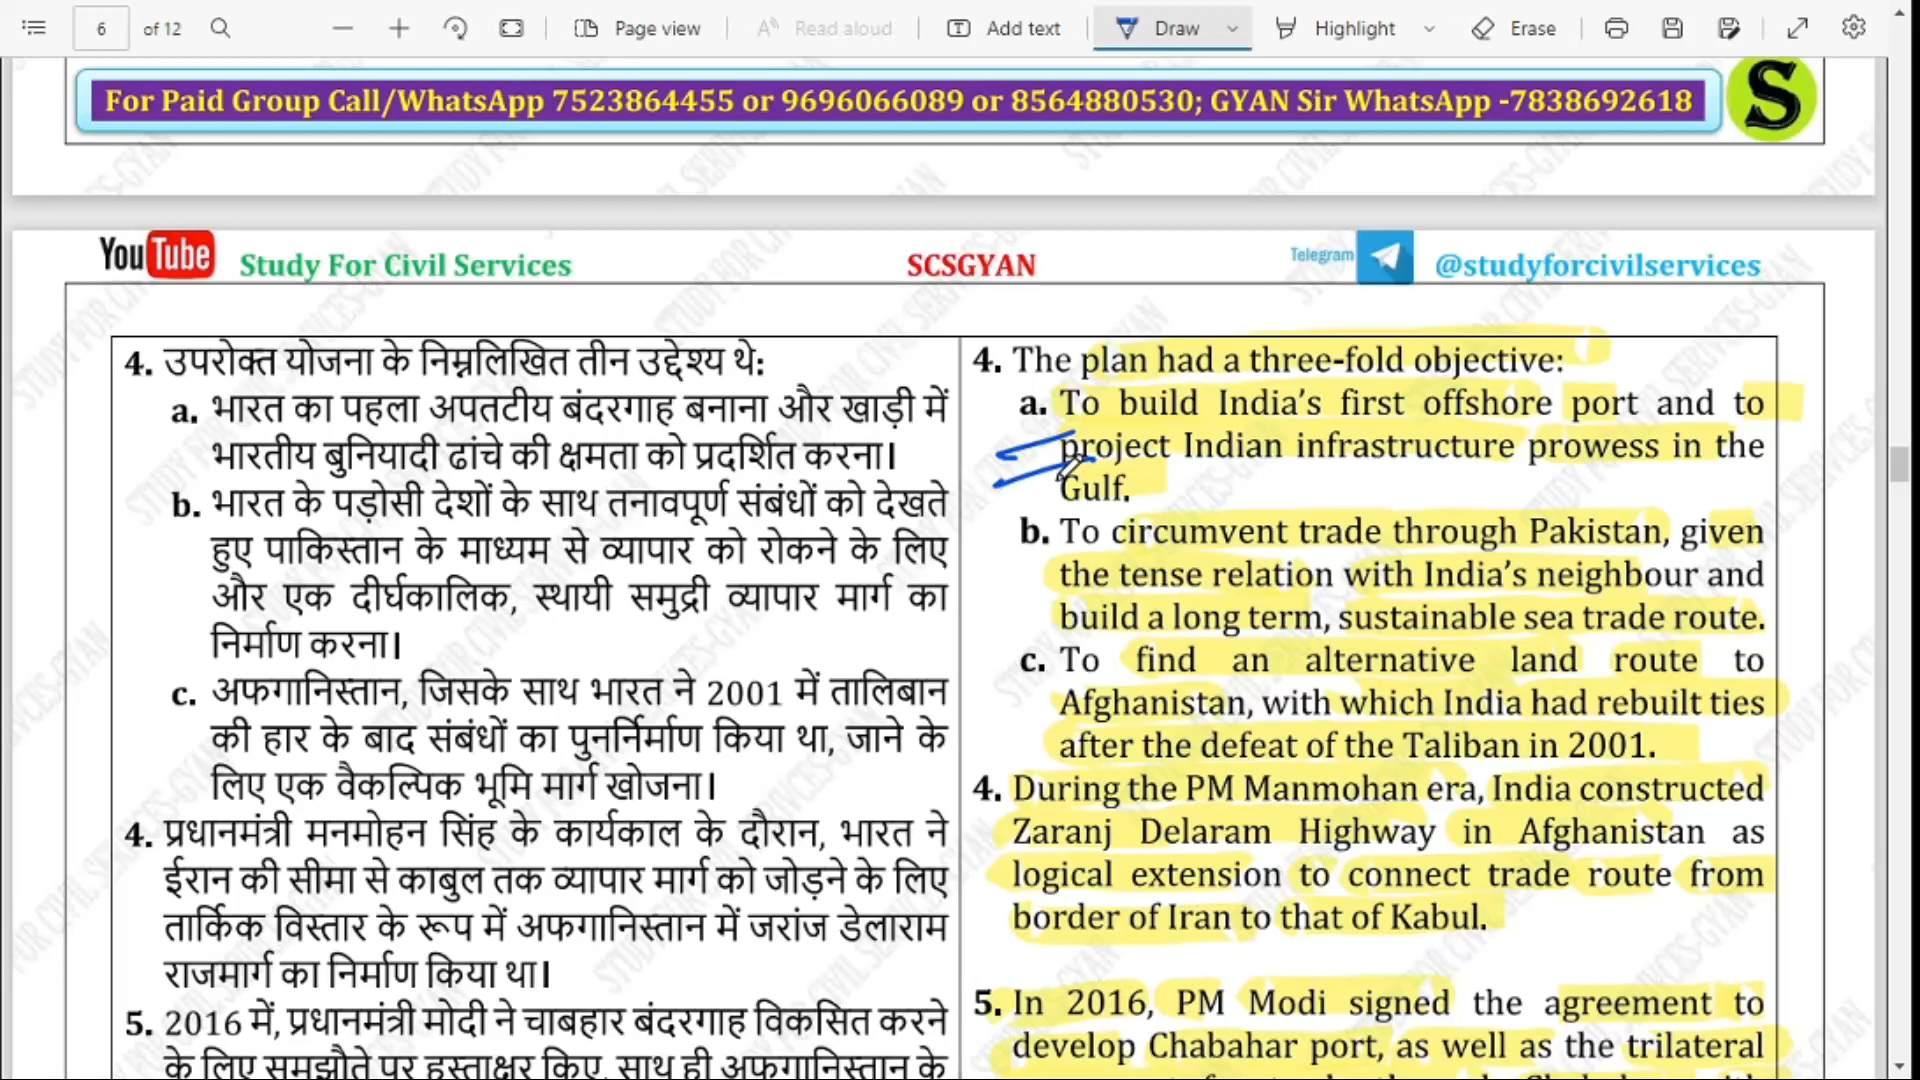 6 of 12 Page view Read aloud Add text Draw Highlight Erase
For Paid Group Call/WhatsApp 7523864455 or 9696066089 or 8564880530; GYAN Sir WhatsApp -7838692618
S
YouTube Study For Civil Services SCSGYAN Telegram @studyforcivilservices
4. उपरोक्त योजना के निम्नलिखित तीन उद्देश्य थे:
a. भारत का पहला अपतटीय बंदरगाह बनाना और खाड़ी में
भारतीय बुनियादी ढांचे की क्षमता को प्रदर्शित करना।
b. भारत के पड़ोसी देशों के साथ तनावपूर्ण संबंधों को देखते
हुए पाकिस्तान के माध्यम से व्यापार को रोकने के लिए
और एक दीर्घकालिक, स्थायी समुद्री व्यापार मार्ग का
निर्माण करना।
c. अफगानिस्तान, जिसके साथ भारत ने 2001 में तालिबान
की हार के बाद संबंधों का पुनर्निर्माण किया था, जाने के
लिए एक वैकल्पिक भूमि मार्ग खोजना।
4. प्रधानमंत्री मनमोहन सिंह के कार्यकाल के दौरान, भारत ने
ईरान की सीमा से काबुल तक व्यापार मार्ग को जोड़ने के लिए
तार्किक विस्तार के रूप में अफगानिस्तान में जरांज डेलाराम
राजमार्ग का निर्माण किया था।
5. 2016 में, प्रधानमंत्री मोदी ने चाबहार बंदरगाह विकसित करने
के लिए समझौते पर हस्ताक्षर किए, साथ ही अफगानिस्तान के
4. The plan had a three-fold objective:
a. To build India's first offshore port and to
project Indian infrastructure prowess in the
Gulf.
b. To circumvent trade through Pakistan, given
the tense relation with India's neighbour and
build a long term, sustainable sea trade route.
c. To find an alternative land route to
Afghanistan, with which India had rebuilt ties
after the defeat of the Taliban in 2001.
4. During the PM Manmohan era, India constructed
Zaranj Delaram Highway in Afghanistan as
logical extension to connect trade route from
border of Iran to that of Kabul.
5. In 2016, PM Modi signed the agreement to
develop Chabahar port, as well as the trilateral